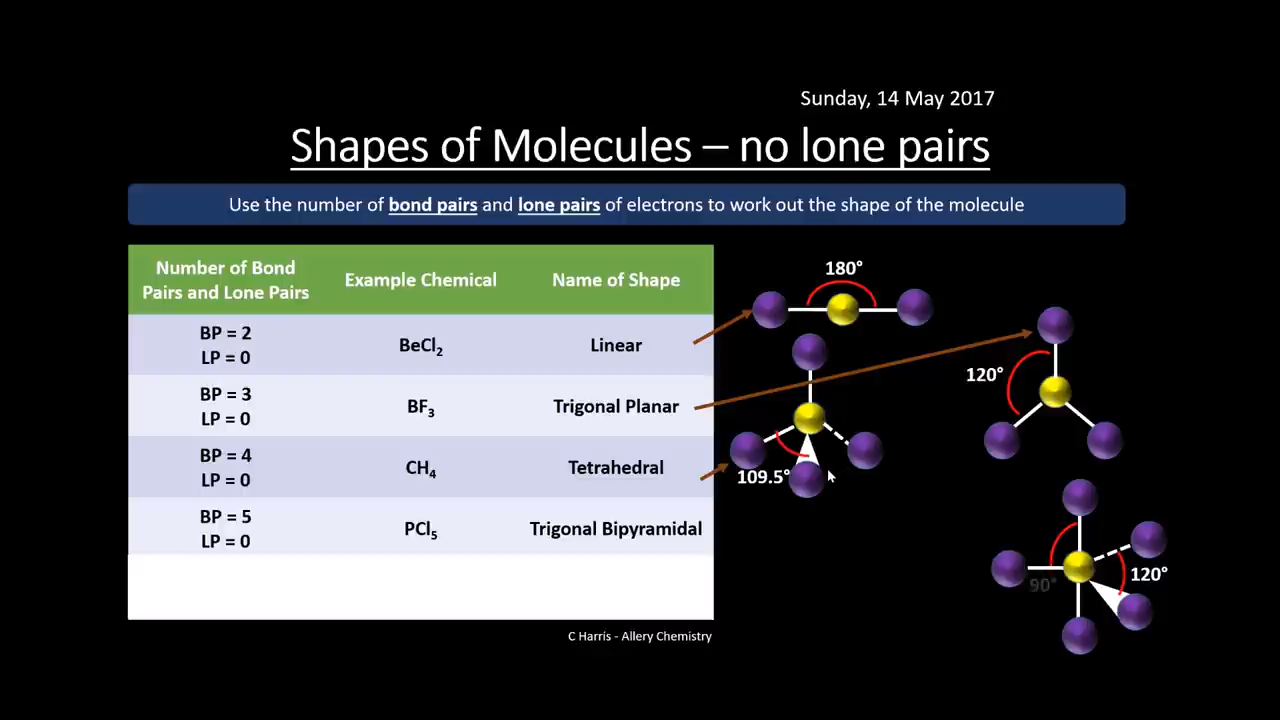 Sunday, 14 May 2017
Shapes of Molecules – no lone pairs
Use the number of bond pairs and lone pairs of electrons to work out the shape of the molecule
Number of Bond Pairs and Lone Pairs
Example Chemical
Name of Shape
BP = 2
LP = 0
BeCl₂
Linear
BP = 3
LP = 0
BF₃
Trigonal Planar
BP = 4
LP = 0
CH₄
Tetrahedral
BP = 5
LP = 0
PCl₅
Trigonal Bipyramidal
180°
120°
109.5°
90°
120°
C Harris - Allery Chemistry